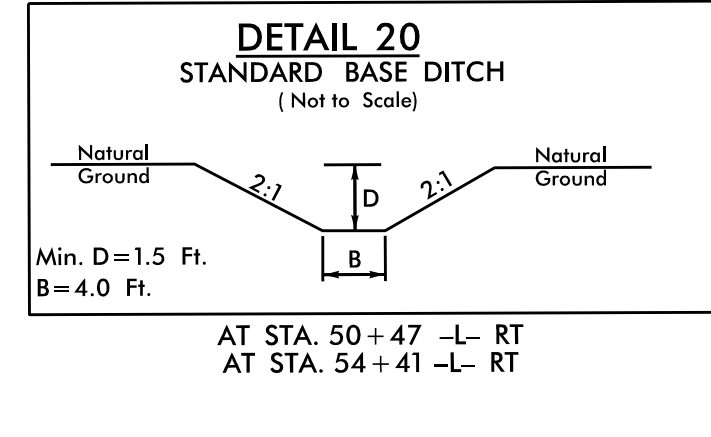 DETAIL 20
STANDARD BASE DITCH
( Not to Scale)
Natural
Ground
2:1
D
2:1
Natural
Ground
B
Min. D=1.5 Ft.
B=4.0 Ft.
AT STA. 50+47 -L- RT
AT STA. 54+41 -L- RT